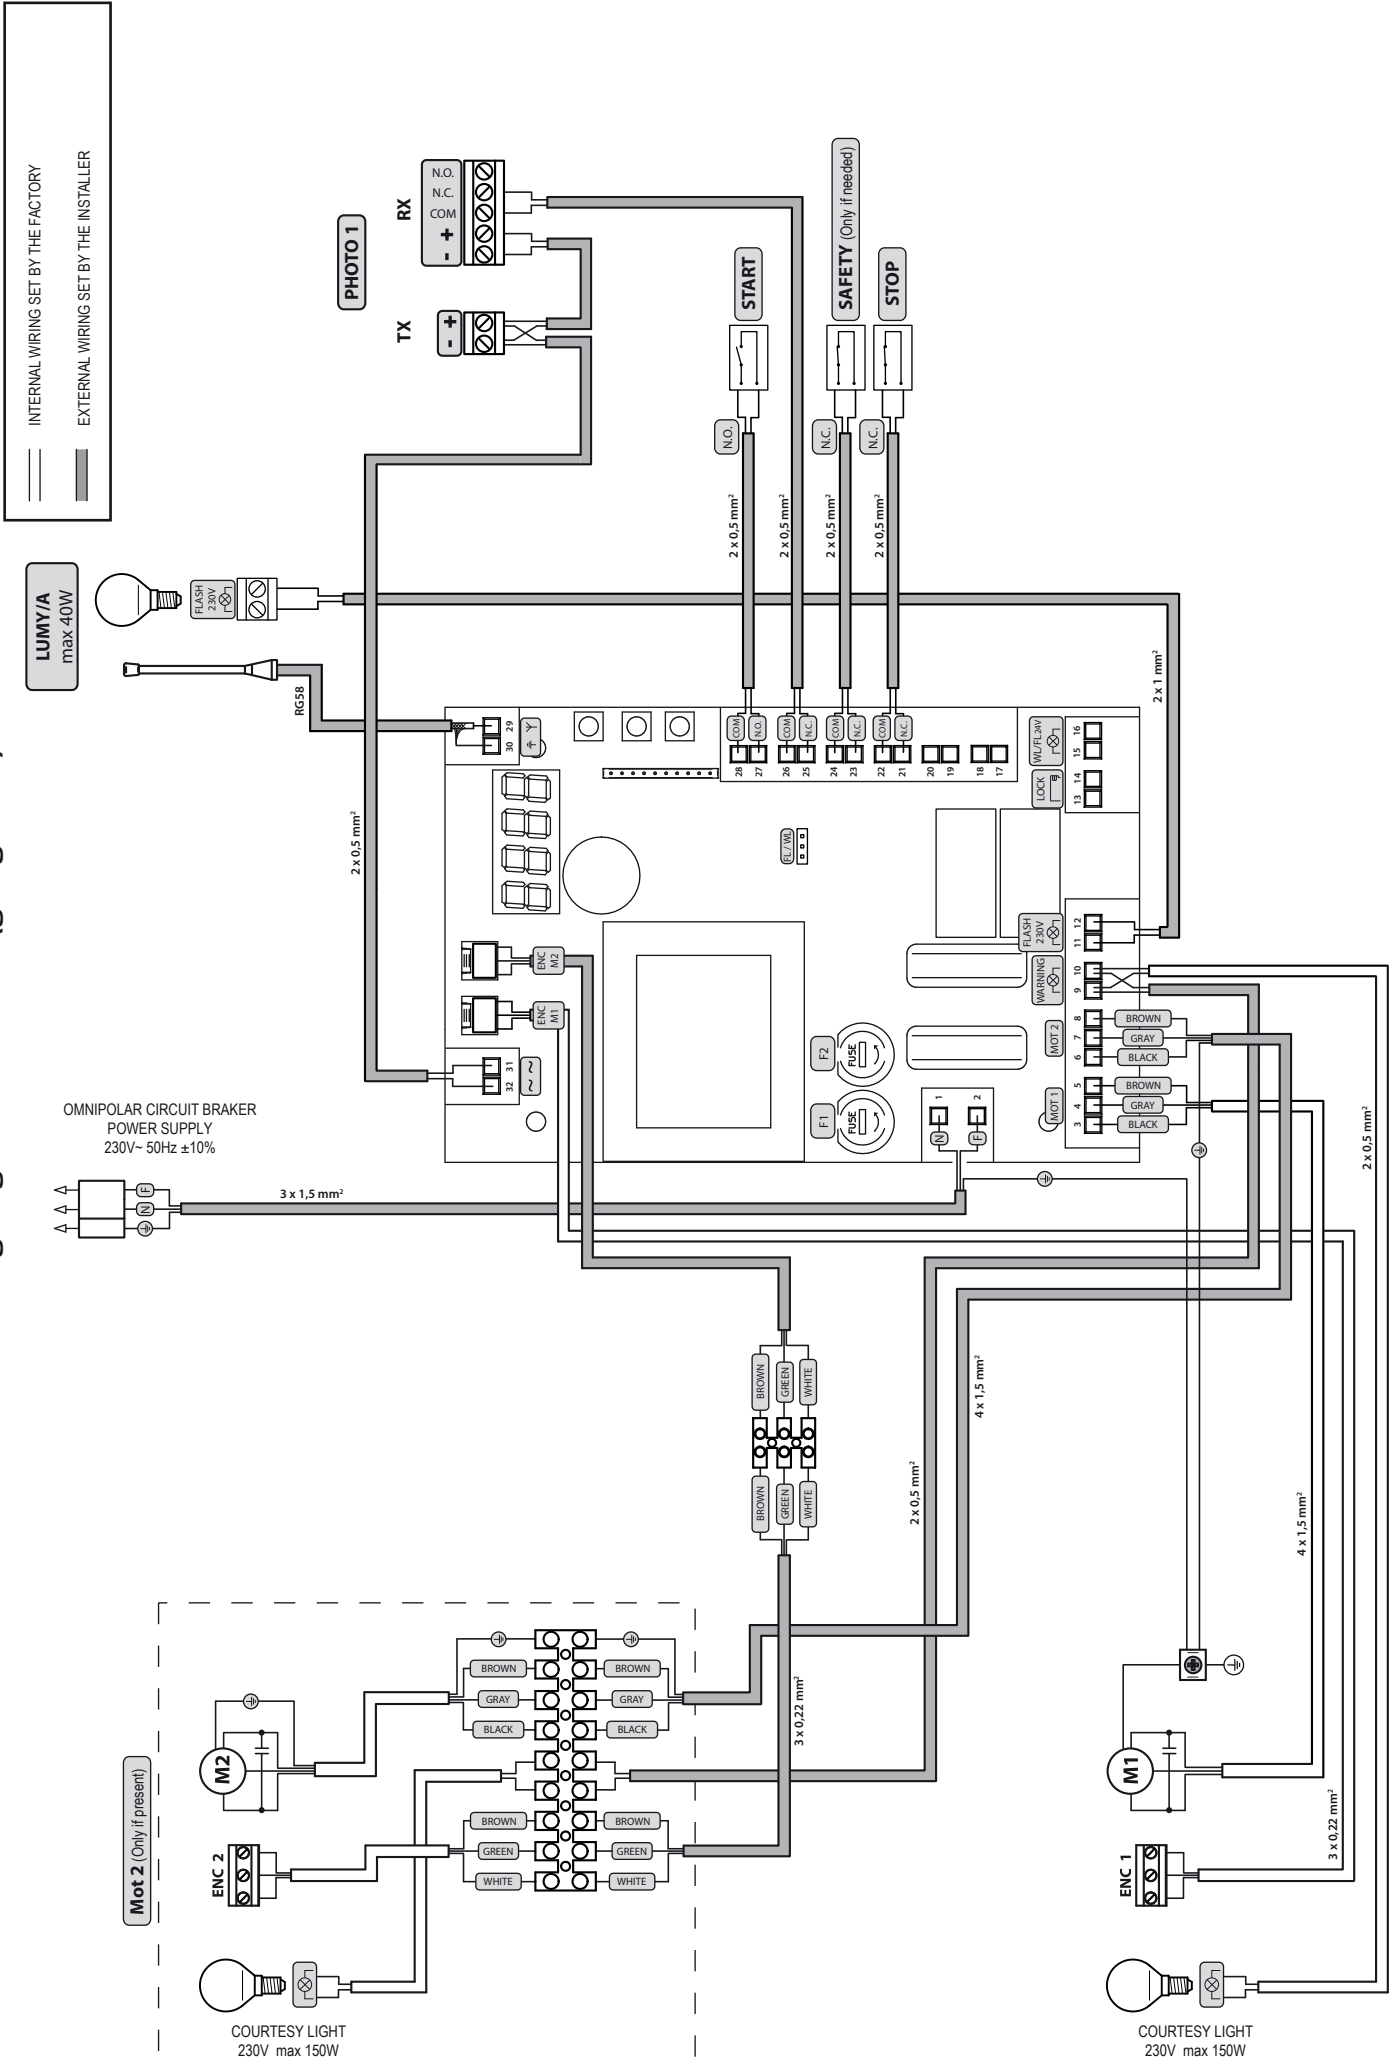 INTERNAL WIRING SET BY THE FACTORY
EXTERNAL WIRING SET BY THE INSTALLER
LUMY/A
max 40W
FLASH
230V
RG58
PHOTO 1
TX
- +
RX
- + COM N.C. N.O.
START
SAFETY (Only if needed)
STOP
N.O.
N.C.
N.C.
2 x 0,5 mm²
2 x 0,5 mm²
2 x 0,5 mm²
2 x 0,5 mm²
2 x 0,5 mm²
2 x 1 mm²
30 29
COM
N.O.
COM
N.C.
COM
N.C.
COM
N.C.
28
27
26
25
24
23
22
21
20
19
18
17
WL/FL 24V
LOCK
13 14 15 16
FL / WL
ENC
M2
ENC
M1
32 31
~ ~
F2
FUSE
F1
FUSE
FLASH
230V
WARNING
MOT 2
MOT 1
3 4 5 6 7 8 9 10 11 12
BROWN
GRAY
BLACK
BROWN
GRAY
BLACK
1
2
N
F
OMNIPOLAR CIRCUIT BRAKER
POWER SUPPLY
230V~ 50Hz ±10%
F
N
3 x 1,5 mm²
BROWN
GREEN
WHITE
BROWN
GREEN
WHITE
2 x 0,5 mm²
4 x 1,5 mm²
2 x 0,5 mm²
4 x 1,5 mm²
3 x 0,22 mm²
3 x 0,22 mm²
Mot 2 (Only if present)
M2
ENC 2
BROWN
GRAY
BLACK
BROWN
GREEN
WHITE
BROWN
GRAY
BLACK
BROWN
GREEN
WHITE
COURTESY LIGHT
230V max 150W
M1
ENC 1
COURTESY LIGHT
230V max 150W